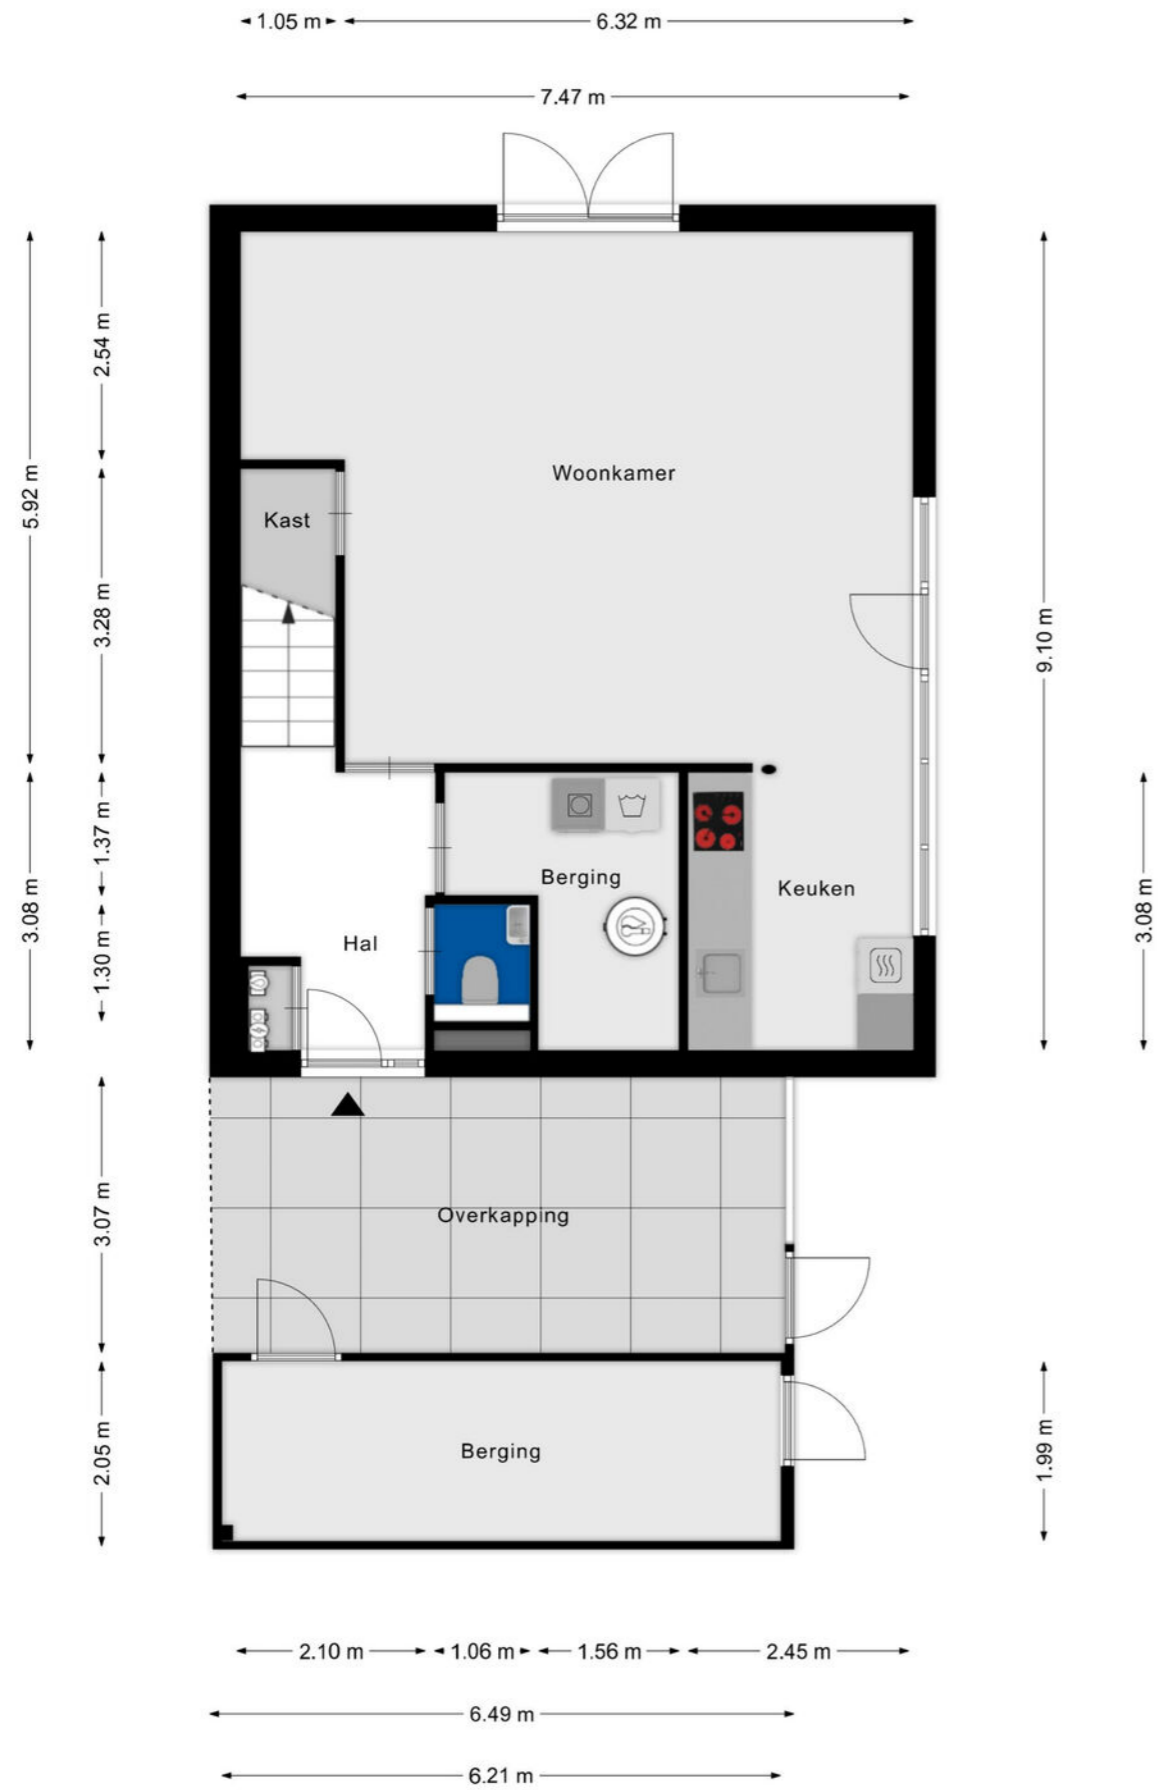 1.05 m
6.32 m
7.47 m
2.54 m
5.92 m
Woonkamer
Kast
3.28 m
9.10 m
1.37 m
Berging
Keuken
3.08 m
3.08 m
Hal
1.30 m
3.07 m
Overkapping
2.05 m
Berging
1.99 m
2.10 m
1.06 m
1.56 m
2.45 m
6.49 m
6.21 m